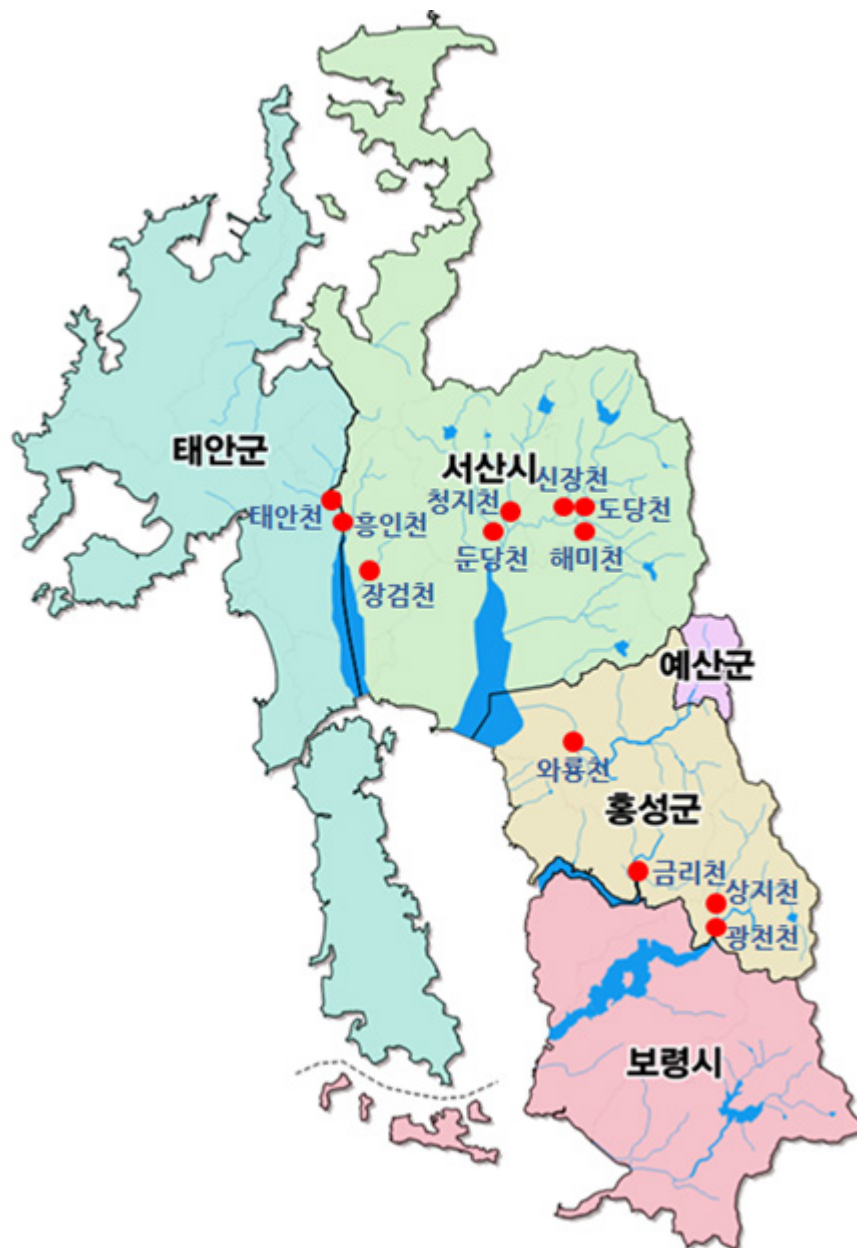 태안군
서산시
신장천
청지천
도당천
태안천
흥인천
둔당천
해미천
장검천
예산군
와룡천
홍성군
금리천
상지천
광천천
보령시